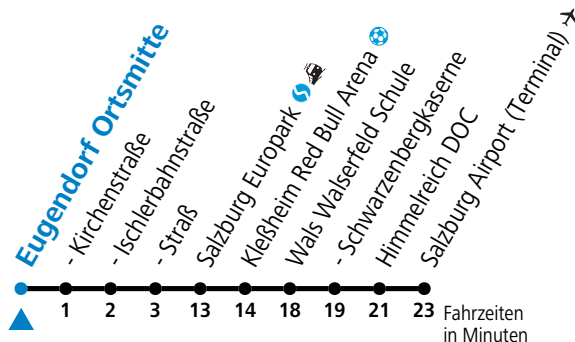 Eugendorf Ortsmitte
- Kirchenstraße
- Ischlerbahnstraße
- Straß
Salzburg Europark
Kleßheim Red Bull Arena
Wals Walserfeld Schule
- Schwarzenbergkaserne
Himmelreich DOC
Salzburg Airport (Terminal)
1 2 3 13 14 18 19 21 23 Fahrzeiten
in Minuten